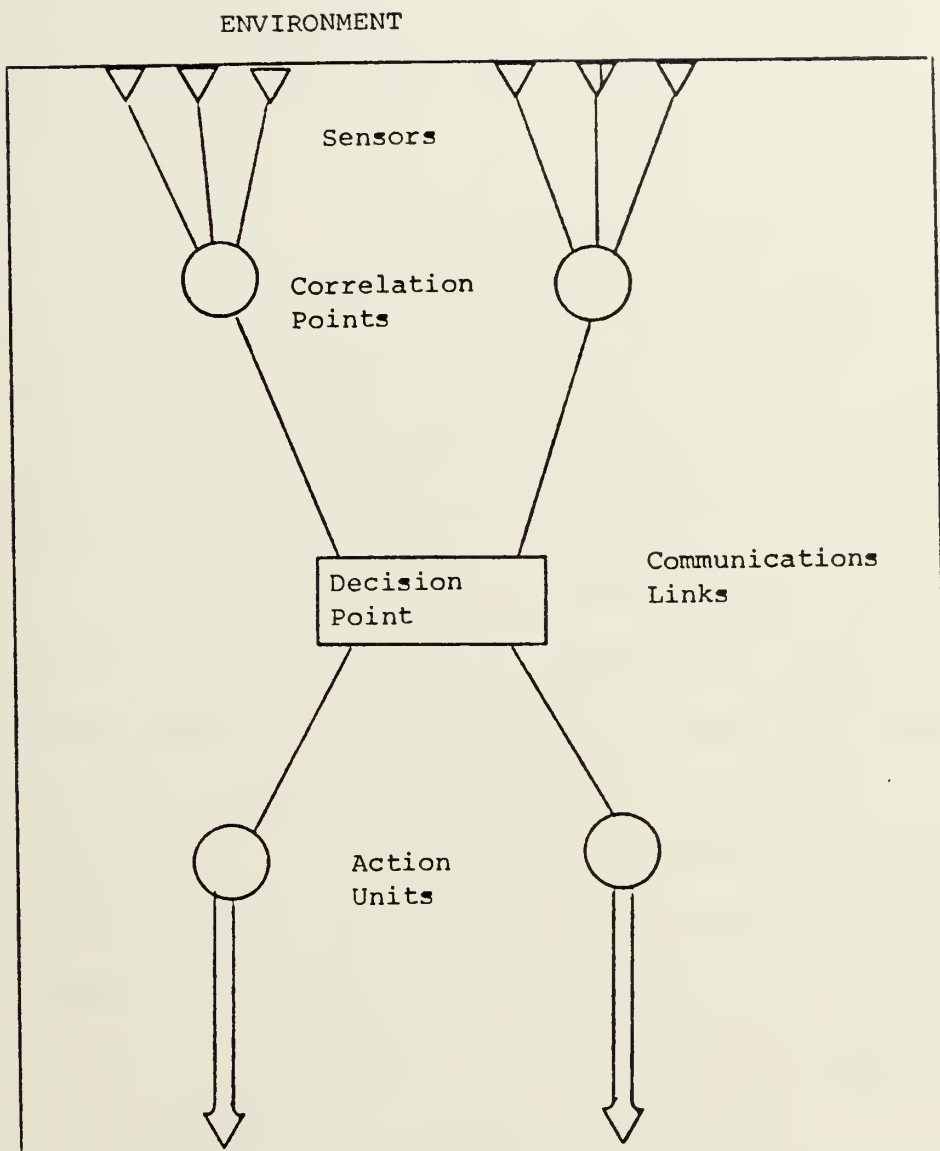 ENVIRONMENT
Sensors
Correlation
Points
Decision
Point
Communications
Links
Action
Units